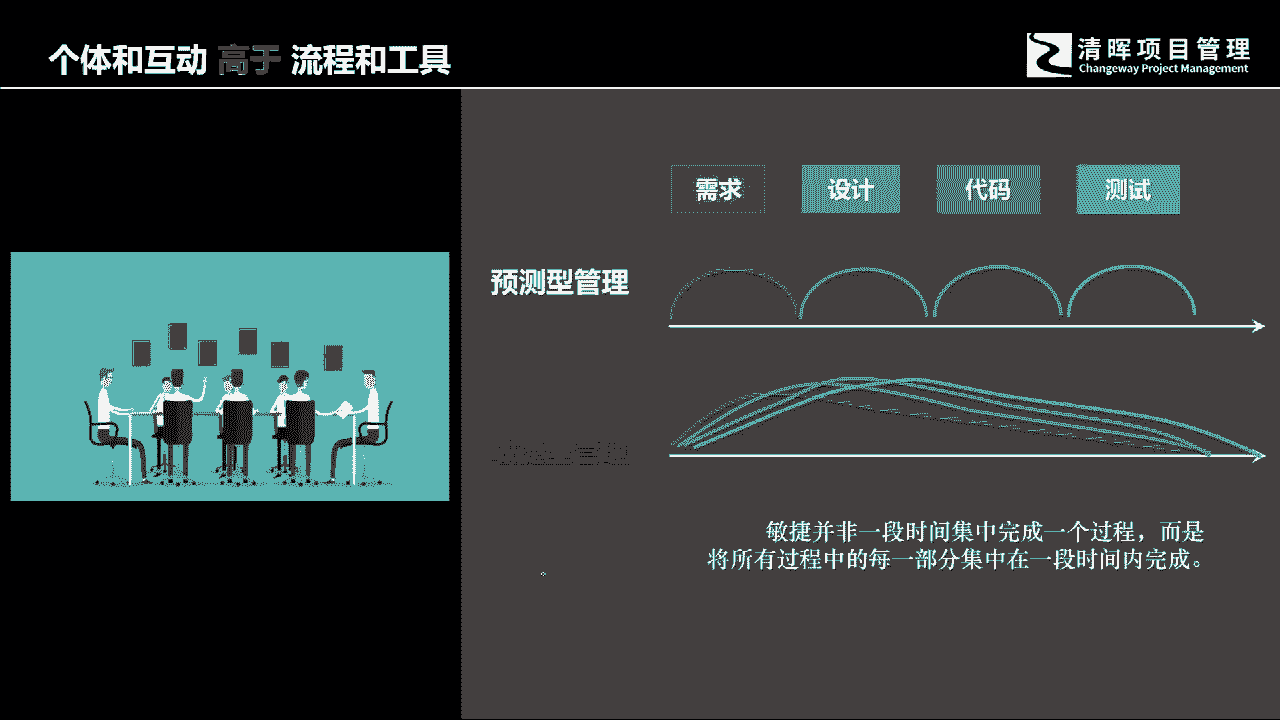 个体和互动 高于 流程和工具
清晖项目管理
Changeway Project Management
需求 设计 代码 测试
预测型管理
敏捷并非一段时间集中完成一个过程，而是
将所有过程中的每一部分集中在一段时间内完成。